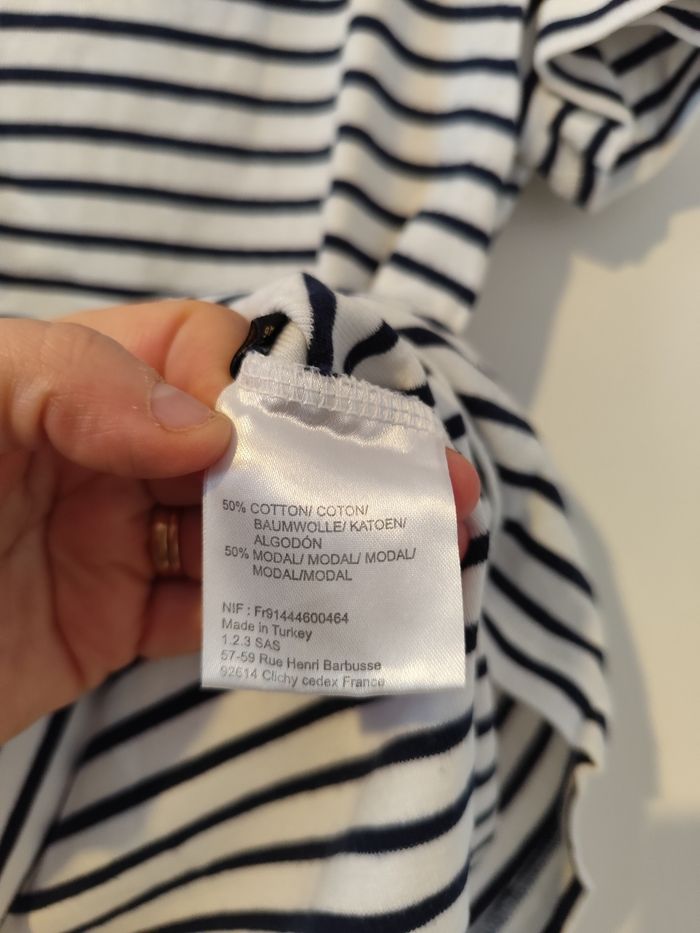 50% COTTON/ COTON/
BAUMWOLLE/ KATOEN/
ALGODÓN
50% MODAL/ MODAL/ MODAL/
MODAL/MODAL
NIF : Fr91444600464
Made in Turkey
1.2.3 SAS
57-59 Rue Henri Barbusse
92614 Clichy cedex France